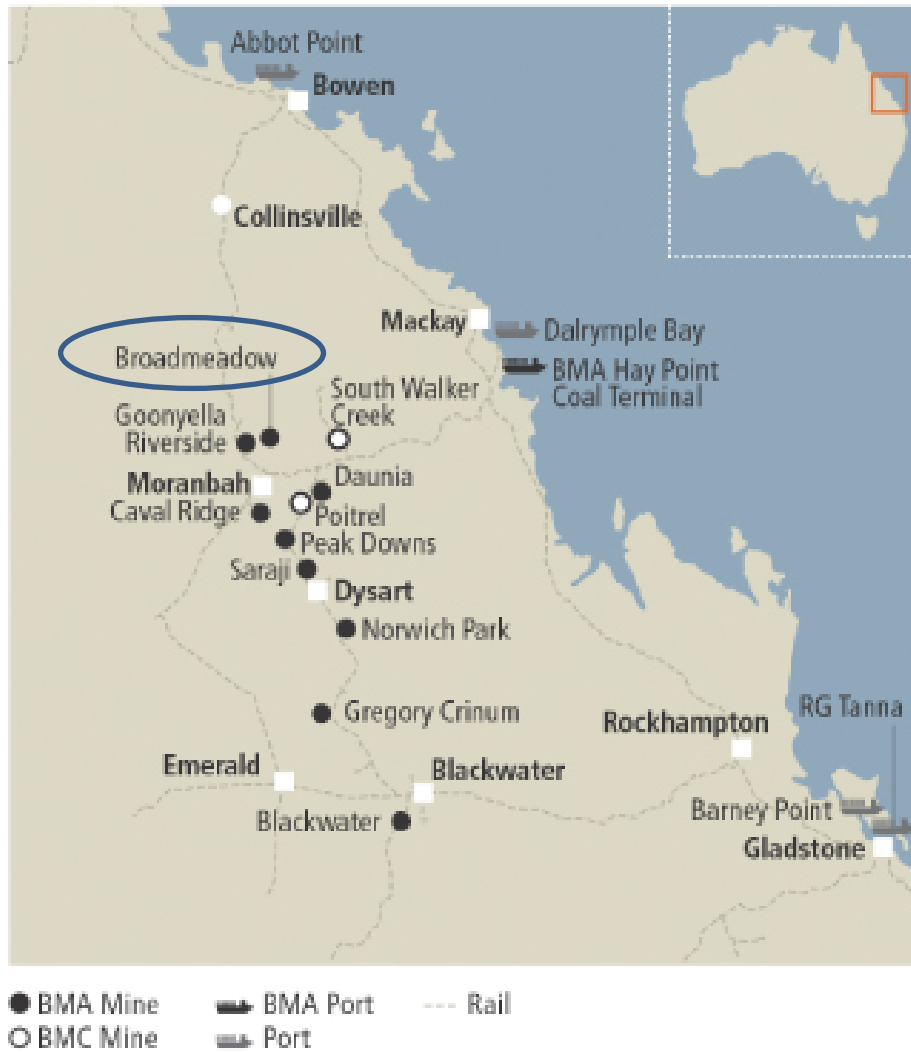 Abbot Point
Bowen
Collinsville
Mackay
Dalrymple Bay
BMA Hay Point
Coal Terminal
Broadmeadow
South Walker
Creek
Goonyella
Riverside
Moranbah
Daunia
Caval Ridge
Poitrel
Peak Downs
Saraji
Dysart
Norwich Park
Gregory Crinum
RG Tanna
Rockhampton
Emerald
Blackwater
Barney Point
Blackwater
Gladstone
BMA Mine
BMA Port
Rail
BMC Mine
Port